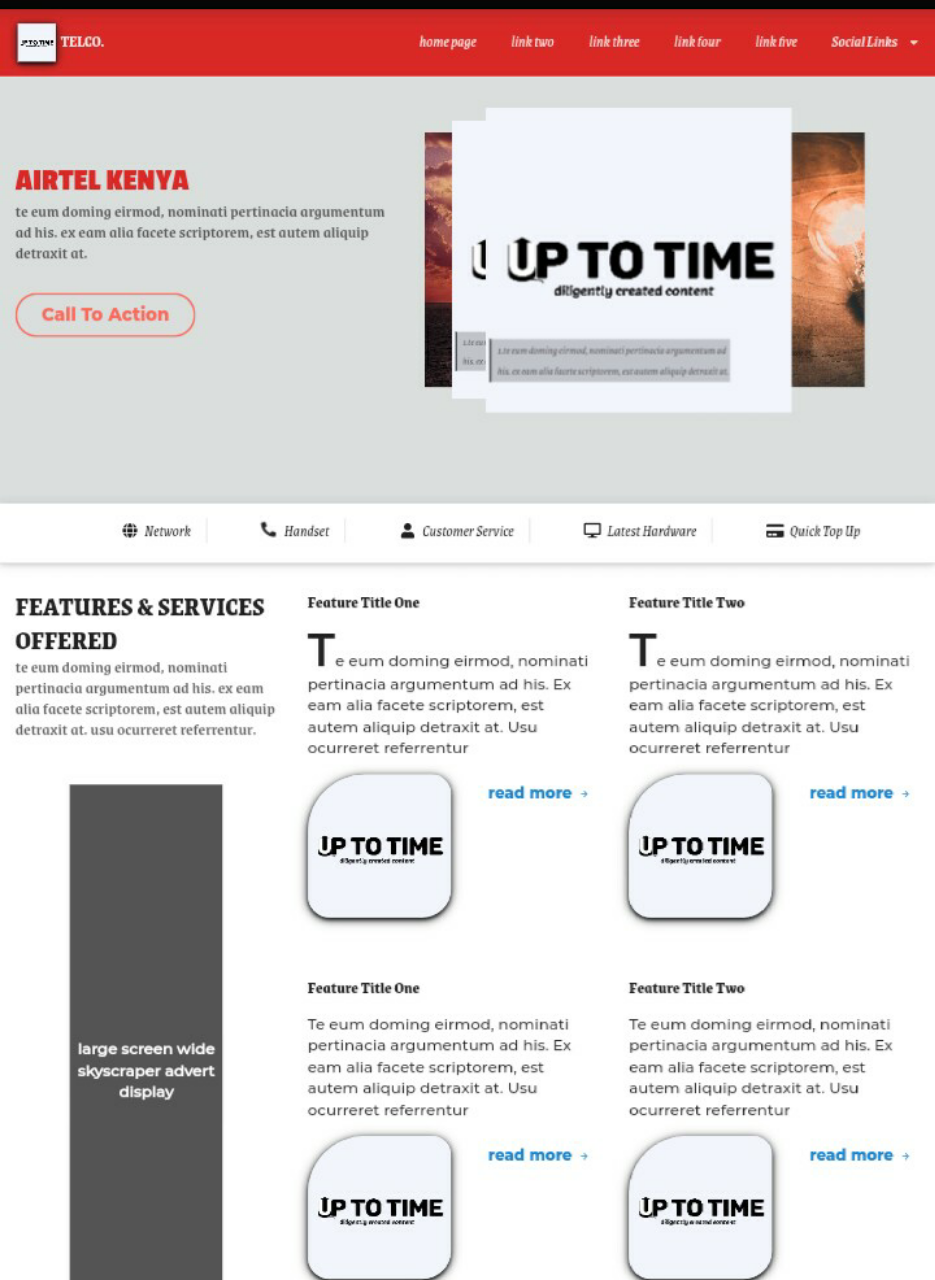 UP TO TIME
TELCO.
home page
link two
link three
link four
link five
Social Links
AIRTEL KENYA
te eum doming eirmod, nominati pertinacia argumentum
ad his. ex eam alia facete scriptorem, est autem aliquip
detraxit at.
Call To Action
UP TO TIME
diligently created content
1.te eum
his. ex
2.te eum doming eirmod, nominati pertinacia argumentum ad
his. ex eam alia facete scriptorem, est autem aliquip detraxit at.
Network
Handset
Customer Service
Latest Hardware
Quick Top Up
FEATURES & SERVICES
OFFERED
te eum doming eirmod, nominati
pertinacia argumentum ad his. ex eam
alia facete scriptorem, est autem aliquip
detraxit at. usu ocurreret referrentur.
large screen wide
skyscraper advert
display
Feature Title One
Te eum doming eirmod, nominati
pertinacia argumentum ad his. Ex
eam alia facete scriptorem, est
autem aliquip detraxit at. Usu
ocurreret referrentur
UP TO TIME
diligently created content
read more →
Feature Title Two
Te eum doming eirmod, nominati
pertinacia argumentum ad his. Ex
eam alia facete scriptorem, est
autem aliquip detraxit at. Usu
ocurreret referrentur
UP TO TIME
diligently created content
read more →
Feature Title One
Te eum doming eirmod, nominati
pertinacia argumentum ad his. Ex
eam alia facete scriptorem, est
autem aliquip detraxit at. Usu
ocurreret referrentur
UP TO TIME
diligently created content
read more →
Feature Title Two
Te eum doming eirmod, nominati
pertinacia argumentum ad his. Ex
eam alia facete scriptorem, est
autem aliquip detraxit at. Usu
ocurreret referrentur
UP TO TIME
diligently created content
read more →